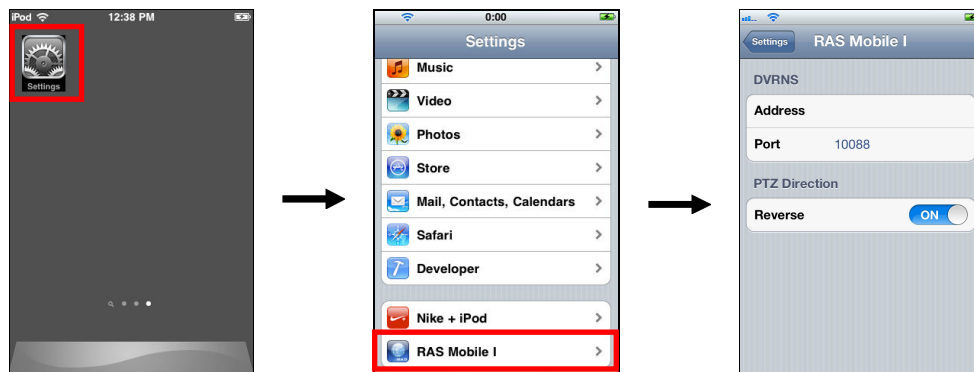 iPod 12:38 PM
Settings
0:00
Settings
Music
Video
Photos
Store
Mail, Contacts, Calendars
Safari
Developer
Nike + iPod
RAS Mobile I
Settings RAS Mobile I
DVRNS
Address
Port 10088
PTZ Direction
Reverse ON